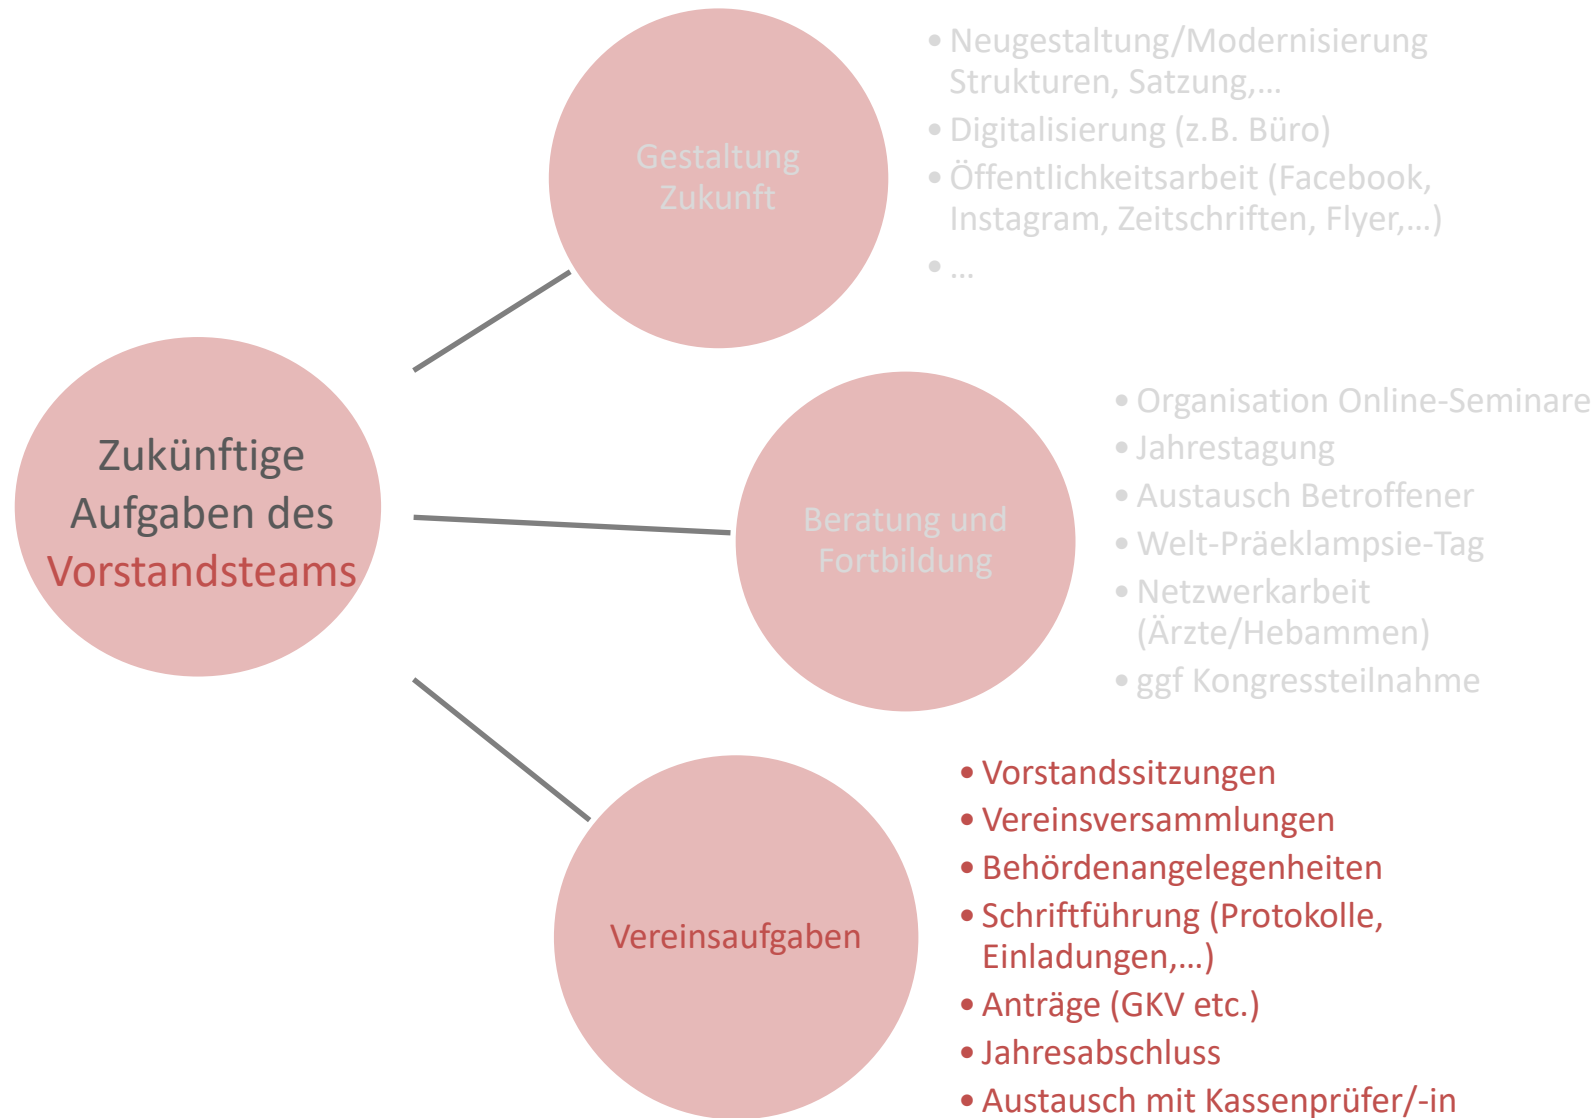 Zukünftige
Aufgaben des
Vorstandsteams
Gestaltung
Zukunft
• Neugestaltung/Modernisierung
Strukturen, Satzung,...
• Digitalisierung (z.B. Büro)
• Öffentlichkeitsarbeit (Facebook,
Instagram, Zeitschriften, Flyer,...)
• ...
Beratung und
Fortbildung
• Organisation Online-Seminare
• Jahrestagung
• Austausch Betroffener
• Welt-Präeklampsie-Tag
• Netzwerkarbeit
(Ärzte/Hebammen)
• ggf Kongressteilnahme
Vereinsaufgaben
• Vorstandssitzungen
• Vereinsversammlungen
• Behördenangelegenheiten
• Schriftführung (Protokolle,
Einladungen,...)
• Anträge (GKV etc.)
• Jahresabschluss
• Austausch mit Kassenprüfer/-in